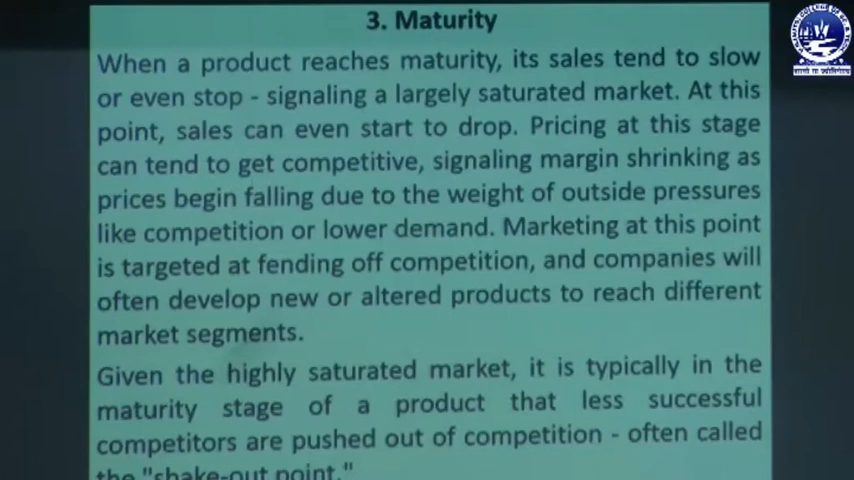 3. Maturity
When a product reaches maturity, its sales tend to slow
or even stop - signaling a largely saturated market. At this
point, sales can even start to drop. Pricing at this stage
can tend to get competitive, signaling margin shrinking as
prices begin falling due to the weight of outside pressures
like competition or lower demand. Marketing at this point
is targeted at fending off competition, and companies will
often develop new or altered products to reach different
market segments.
Given the highly saturated market, it is typically in the
maturity stage of a product that less successful
competitors are pushed out of competition - often called
the "shake-out point."